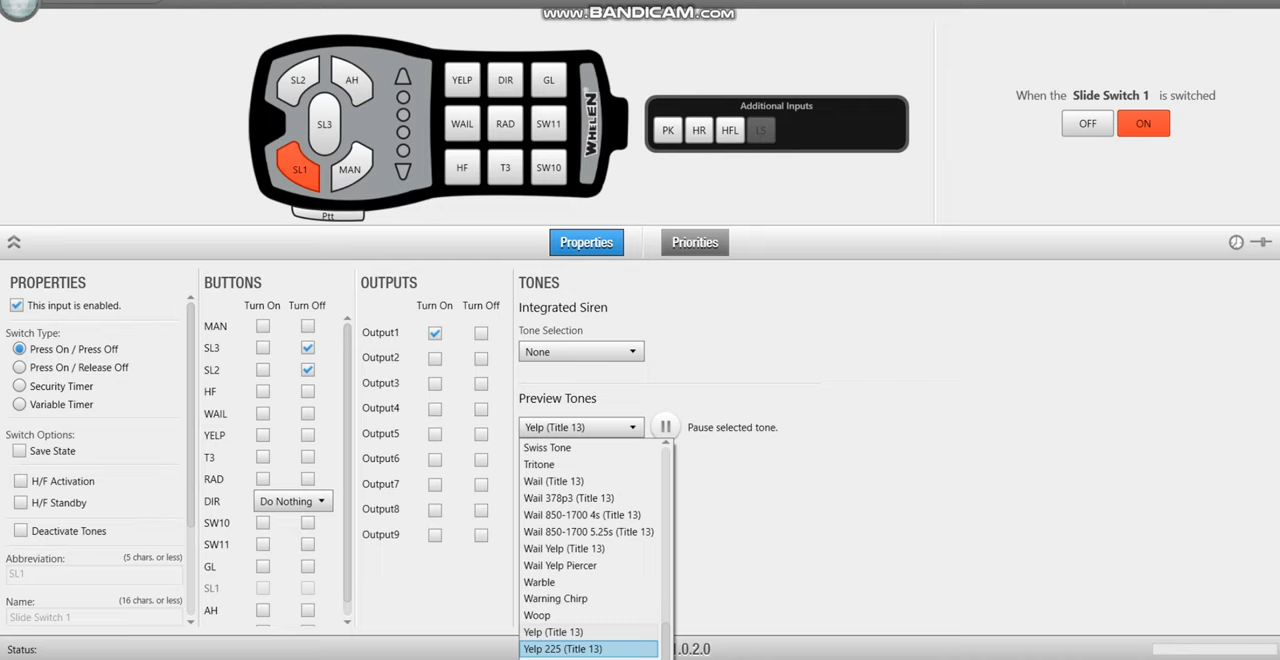 www.BANDICAM.com
SL2
AH
SL3
SL1
MAN
Ptt
YELP
DIR
GL
WAIL
RAD
SW11
HF
T3
SW10
WHELEN
Additional Inputs
PK
HR
HFL
LS
When the Slide Switch 1 is switched
OFF
ON
Properties
Priorities
PROPERTIES
This input is enabled.
Switch Type:
Press On / Press Off
Press On / Release Off
Security Timer
Variable Timer
Switch Options:
Save State
H/F Activation
H/F Standby
Deactivate Tones
Abbreviation: (5 chars. or less)
SL1
Name: (16 chars. or less)
Slide Switch 1
BUTTONS
Turn On Turn Off
MAN
SL3
SL2
HF
WAIL
YELP
T3
RAD
DIR Do Nothing
SW10
SW11
GL
SL1
AH
OUTPUTS
Turn On Turn Off
Output1
Output2
Output3
Output4
Output5
Output6
Output7
Output8
Output9
TONES
Integrated Siren
Tone Selection
None
Preview Tones
Yelp (Title 13)
Pause selected tone.
Swiss Tone
Tritone
Wail (Title 13)
Wail 378p3 (Title 13)
Wail 850-1700 4s (Title 13)
Wail 850-1700 5.25s (Title 13)
Wail Yelp (Title 13)
Wail Yelp Piercer
Warble
Warning Chirp
Woop
Yelp (Title 13)
Yelp 225 (Title 13)
Status:
1.0.2.0